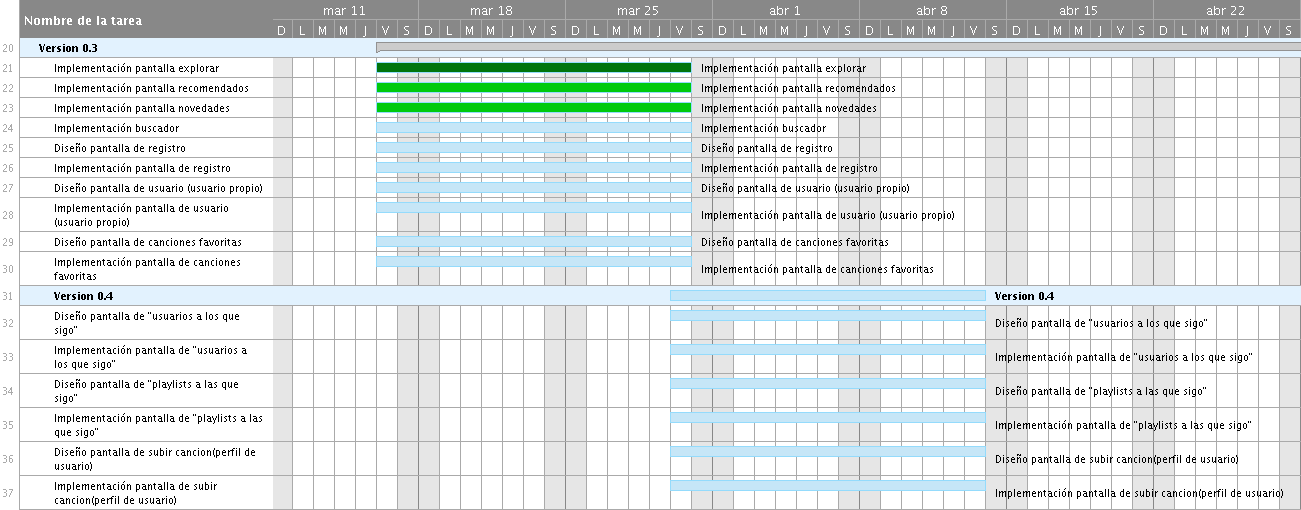 Nombre de la tarea
mar 11 mar 18 mar 25 abr 1 abr 8 abr 15 abr 22
D L M M J V S D L M M J V S D L M M J V S D L M M J V S D L M M J V S D L M M J V S D L M M J V S
20 Version 0.3
21 Implementación pantalla explorar Implementación pantalla explorar
22 Implementación pantalla recomendados Implementación pantalla recomendados
23 Implementación pantalla novedades Implementación pantalla novedades
24 Implementación buscador Implementación buscador
25 Diseño pantalla de registro Diseño pantalla de registro
26 Implementación pantalla de registro Implementación pantalla de registro
27 Diseño pantalla de usuario (usuario propio) Diseño pantalla de usuario (usuario propio)
28 Implementación pantalla de usuario
(usuario propio)
Implementación pantalla de usuario (usuario propio)
29 Diseño pantalla de canciones favoritas Diseño pantalla de canciones favoritas
30 Implementación pantalla de canciones
favoritas
Implementación pantalla de canciones favoritas
31 Version 0.4 Version 0.4
32 Diseño pantalla de "usuarios a los que
sigo"
Diseño pantalla de "usuarios a los que sigo"
33 Implementación pantalla de "usuarios a
los que sigo"
Implementación pantalla de "usuarios a los que sigo"
34 Diseño pantalla de "playlists a las que
sigo"
Diseño pantalla de "playlists a las que sigo"
35 Implementación pantalla de "playlists a las
que sigo"
Implementación pantalla de "playlists a las que sigo"
36 Diseño pantalla de subir cancion(perfil de
usuario)
Diseño pantalla de subir cancion(perfil de usuario)
37 Implementación pantalla de subir
cancion(perfil de usuario)
Implementación pantalla de subir cancion(perfil de usuario)